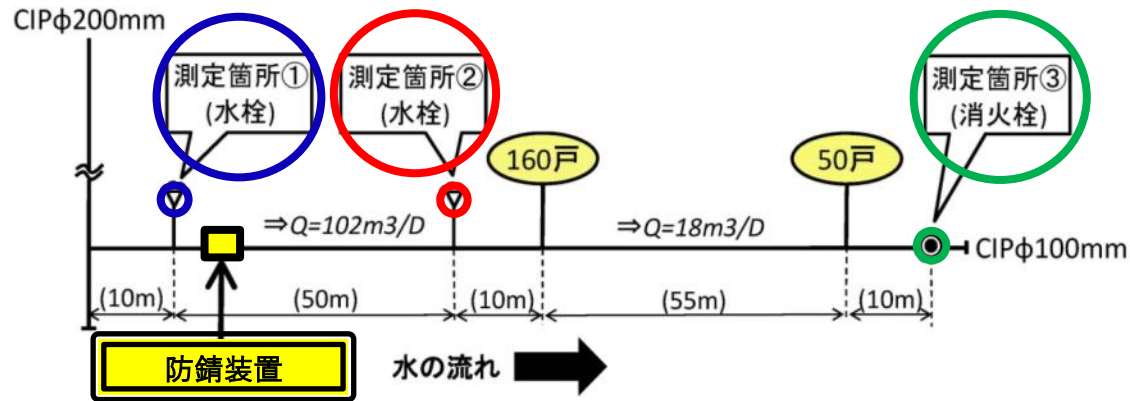 CIPφ200mm
測定箇所①
(水栓)
測定箇所②
(水栓)
測定箇所③
(消火栓)
160戸
50戸
⇒Q=102m3/D
⇒Q=18m3/D
CIPφ100mm
(10m)
(50m)
(10m)
(55m)
(10m)
防錆装置
水の流れ